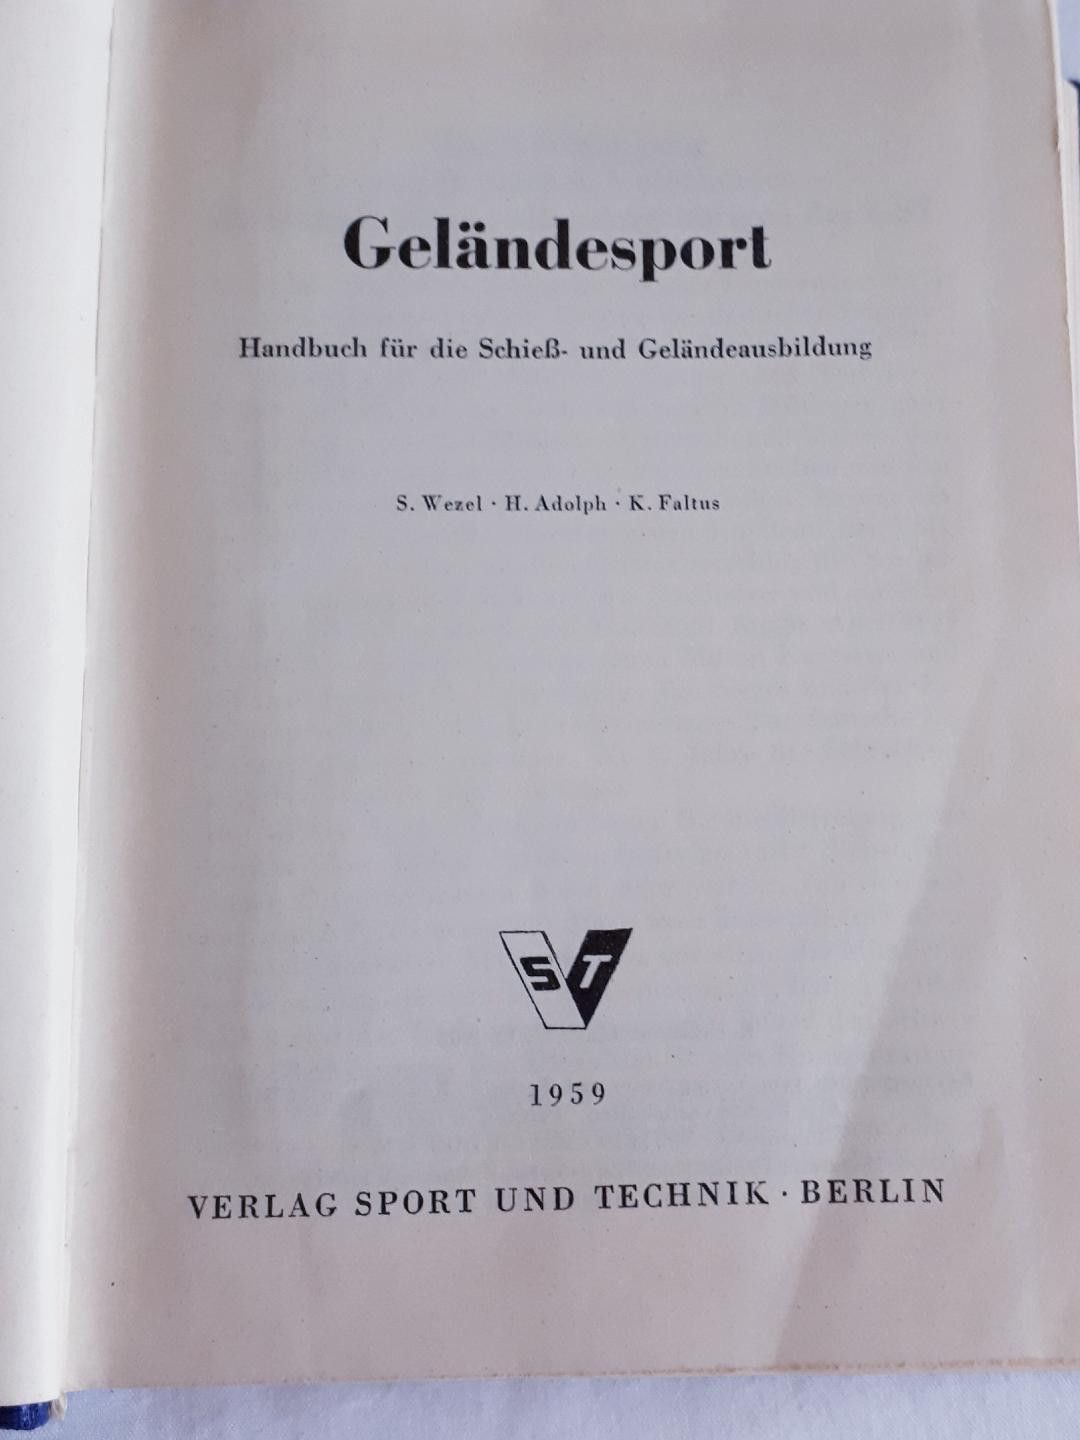 Geländesport
Handbuch für die Schieß- und Geländeausbildung
S. Wezel · H. Adolph · K. Faltus
ST
1959
VERLAG SPORT UND TECHNIK · BERLIN